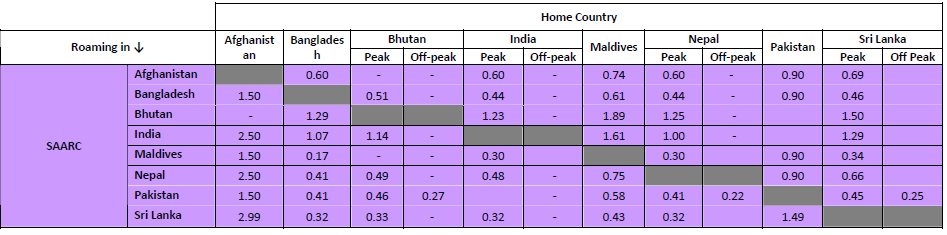 Home Country
Roaming in ↓ Afghanist an Banglades h Bhutan India Maldives Nepal Pakistan Sri Lanka
Peak Off-peak Peak Off-peak Peak Off-peak Peak Off Peak
SAARC
Afghanistan 0.60 - - 0.60 - 0.74 0.60 - 0.90 0.69
Bangladesh 1.50 0.51 - 0.44 - 0.61 0.44 - 0.90 0.46
Bhutan - 1.29 1.23 - 1.89 1.25 - 1.50
India 2.50 1.07 1.14 - 1.61 1.00 - 1.29
Maldives 1.50 0.17 - - 0.30 0.30 0.90 0.34
Nepal 2.50 0.41 0.49 - 0.48 - 0.75 0.90 0.66
Pakistan 1.50 0.41 0.46 0.27 - 0.58 0.41 0.22 0.45 0.25
Sri Lanka 2.99 0.32 0.33 - 0.32 - 0.43 0.32 1.49